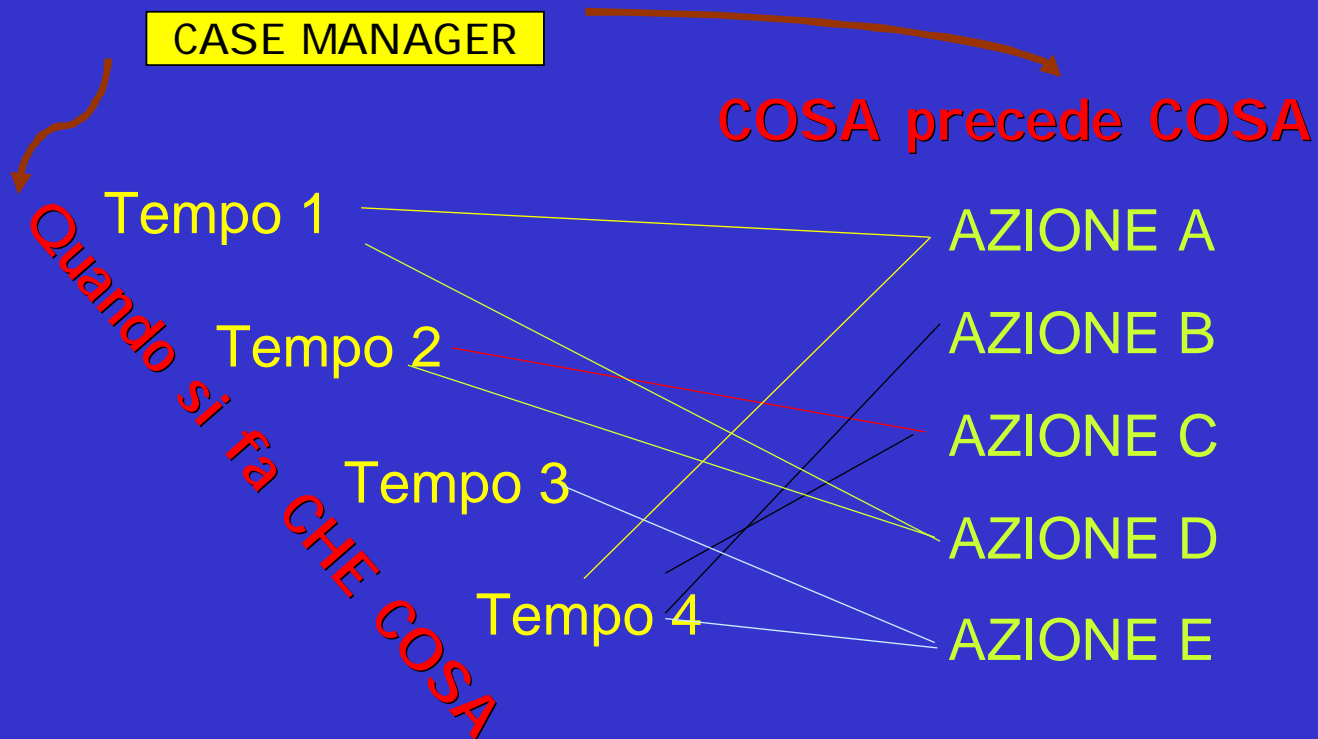 CASE MANAGER
COSA precede COSA
Quando si fa CHE COSA
Tempo 1
Tempo 2
Tempo 3
Tempo 4
AZIONE A
AZIONE B
AZIONE C
AZIONE D
AZIONE E